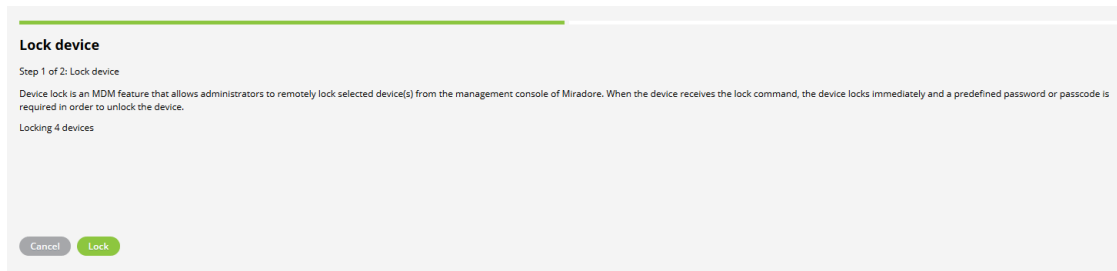 Lock device
Step 1 of 2: Lock device
Device lock is an MDM feature that allows administrators to remotely lock selected device(s) from the management console of Miradore. When the device receives the lock command, the device locks immediately and a predefined password or passcode is
required in order to unlock the device.
Locking 4 devices
Cancel Lock